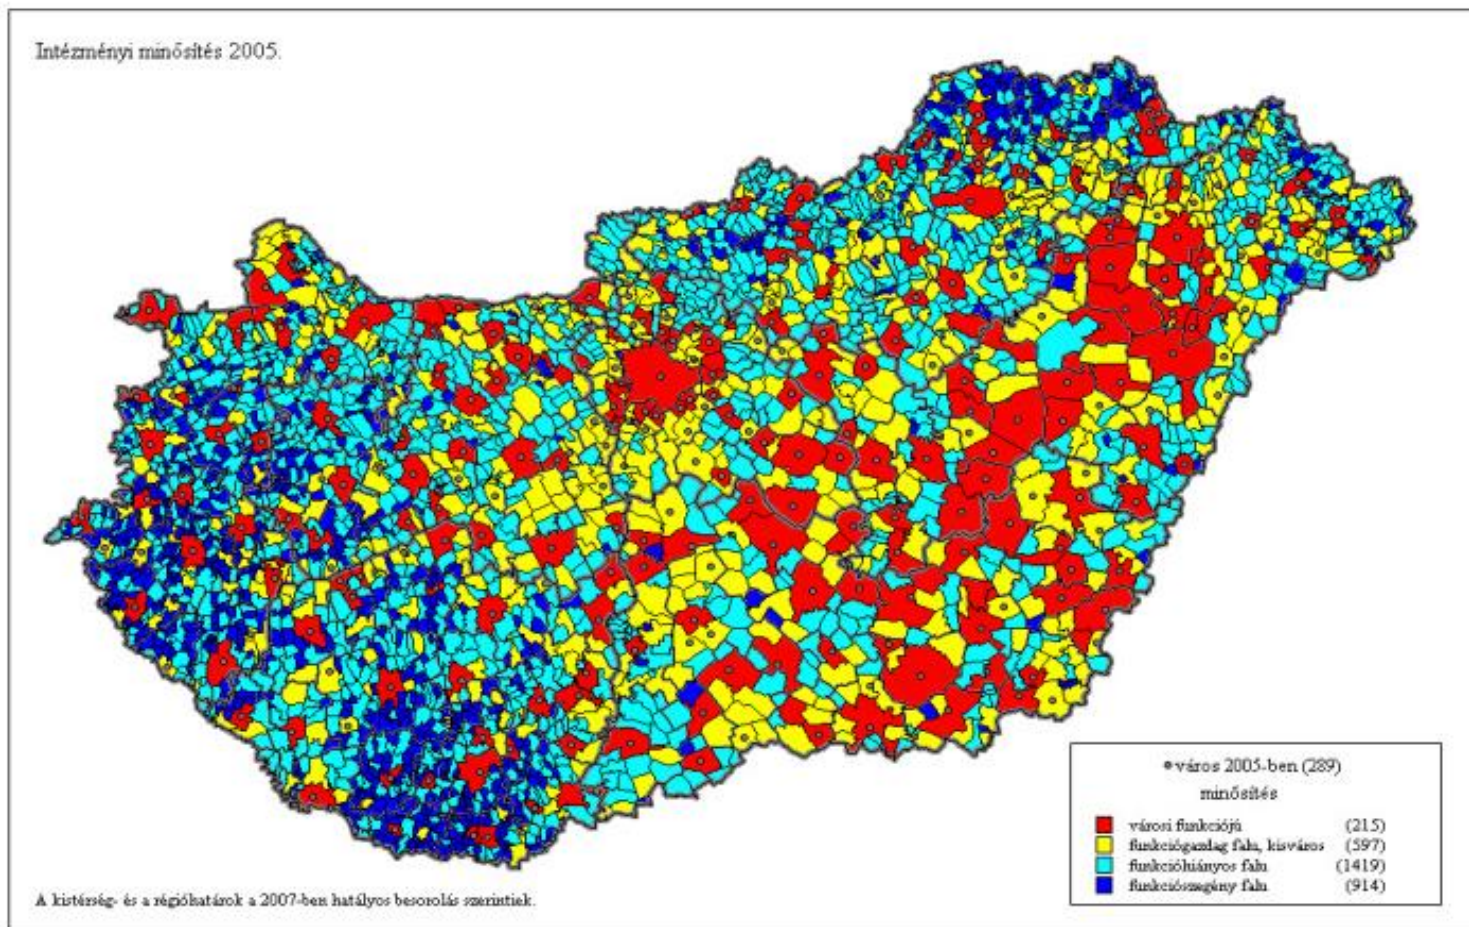 Intézményi minősítés 2005.
város 2005-ben (289)
minősítés
városi funkciójú (215)
funkciógazdag falu, kisváros (597)
funkcióhiányos falu (1419)
funkciószegény falu (914)
A kistérség- és a régióhatárok a 2007-ben hatályos besorolás szerintiek.